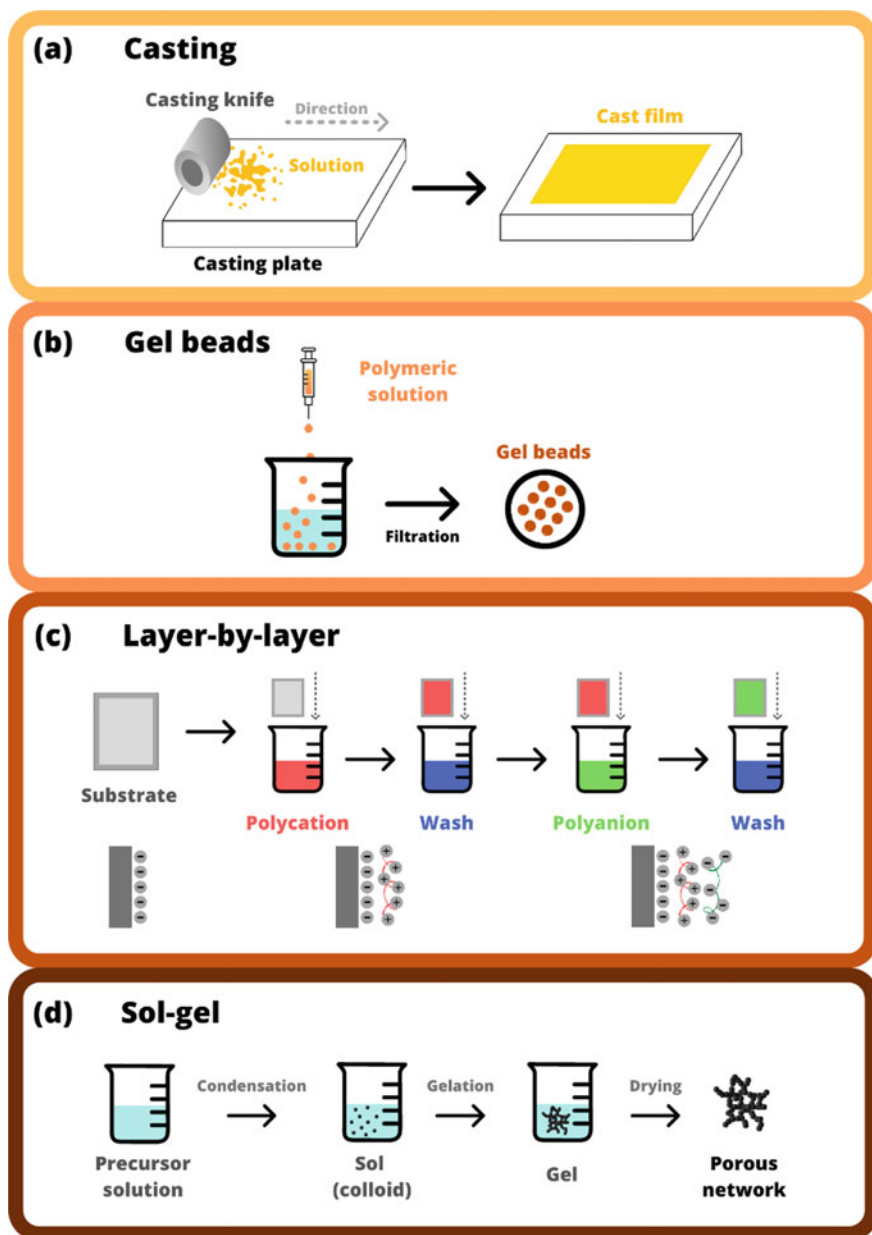 (a) Casting
Casting knife
Direction
Solution
Casting plate
Cast film
(b) Gel beads
Polymeric
solution
Filtration
Gel beads
(c) Layer-by-layer
Substrate
Polycation
Wash
Polyanion
Wash
(d) Sol-gel
Precursor
solution
Condensation
Sol
(colloid)
Gelation
Gel
Drying
Porous
network